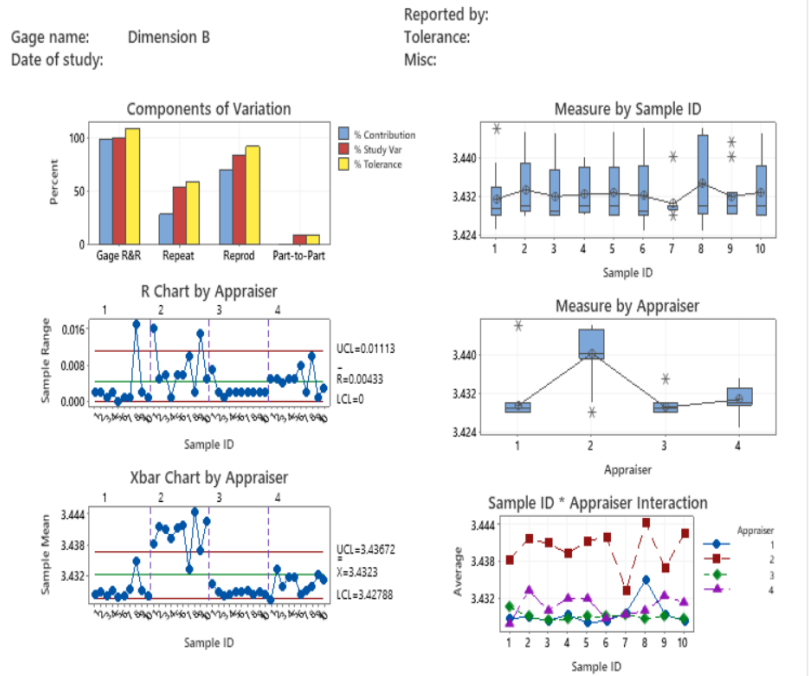 Reported by:
Gage name: Dimension B
Tolerance:
Date of study:
Misc:
Components of Variation
Percent
100
50
0
Gage R&R Repeat Reprod Part-to-Part
% Contribution
% Study Var
% Tolerance
R Chart by Appraiser
1 2 3 4
Sample Range
0.016
0.008
0.000
UCL=0.01113
R=0.00433
LCL=0
Sample ID
Xbar Chart by Appraiser
1 2 3 4
Sample Mean
3.444
3.438
3.432
UCL=3.43672
X=3.4323
LCL=3.42788
Sample ID
Measure by Sample ID
3.440
3.432
3.424
1 2 3 4 5 6 7 8 9 10
Sample ID
Measure by Appraiser
3.440
3.432
3.424
1 2 3 4
Appraiser
Sample ID * Appraiser Interaction
Average
3.444
3.438
3.432
1 2 3 4 5 6 7 8 9 10
Sample ID
Appraiser
1
2
3
4